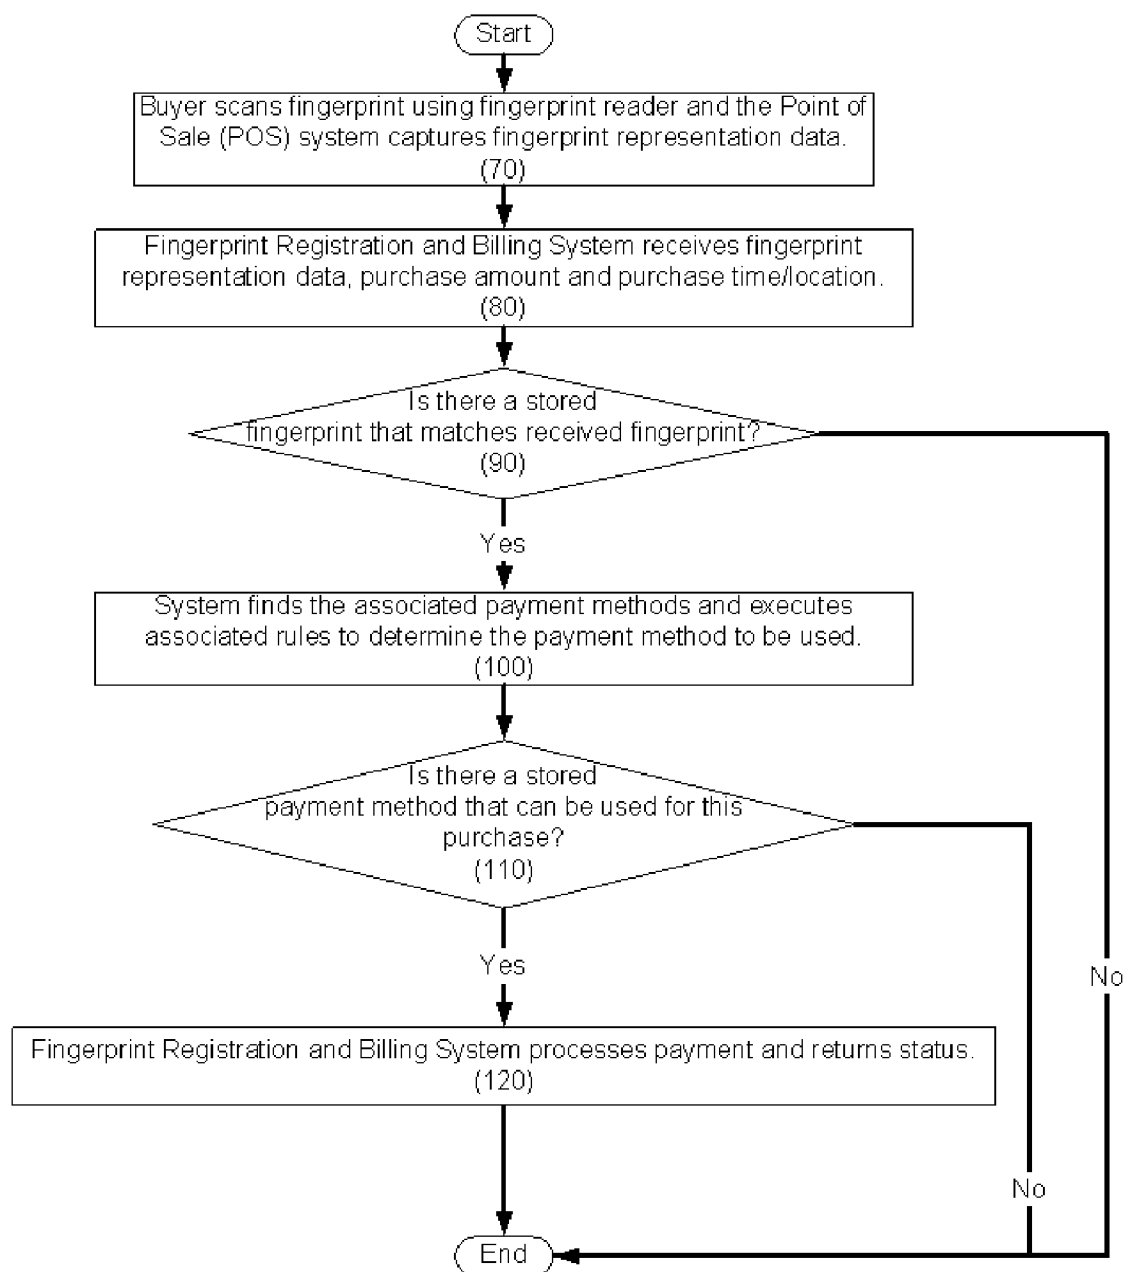 Start
Buyer scans fingerprint using fingerprint reader and the Point of
Sale (POS) system captures fingerprint representation data.
(70)
Fingerprint Registration and Billing System receives fingerprint
representation data, purchase amount and purchase time/location.
(80)
Is there a stored
fingerprint that matches received fingerprint?
(90)
Yes
System finds the associated payment methods and executes
associated rules to determine the payment method to be used.
(100)
Is there a stored
payment method that can be used for this
purchase?
(110)
Yes
No
Fingerprint Registration and Billing System processes payment and returns status.
(120)
No
End